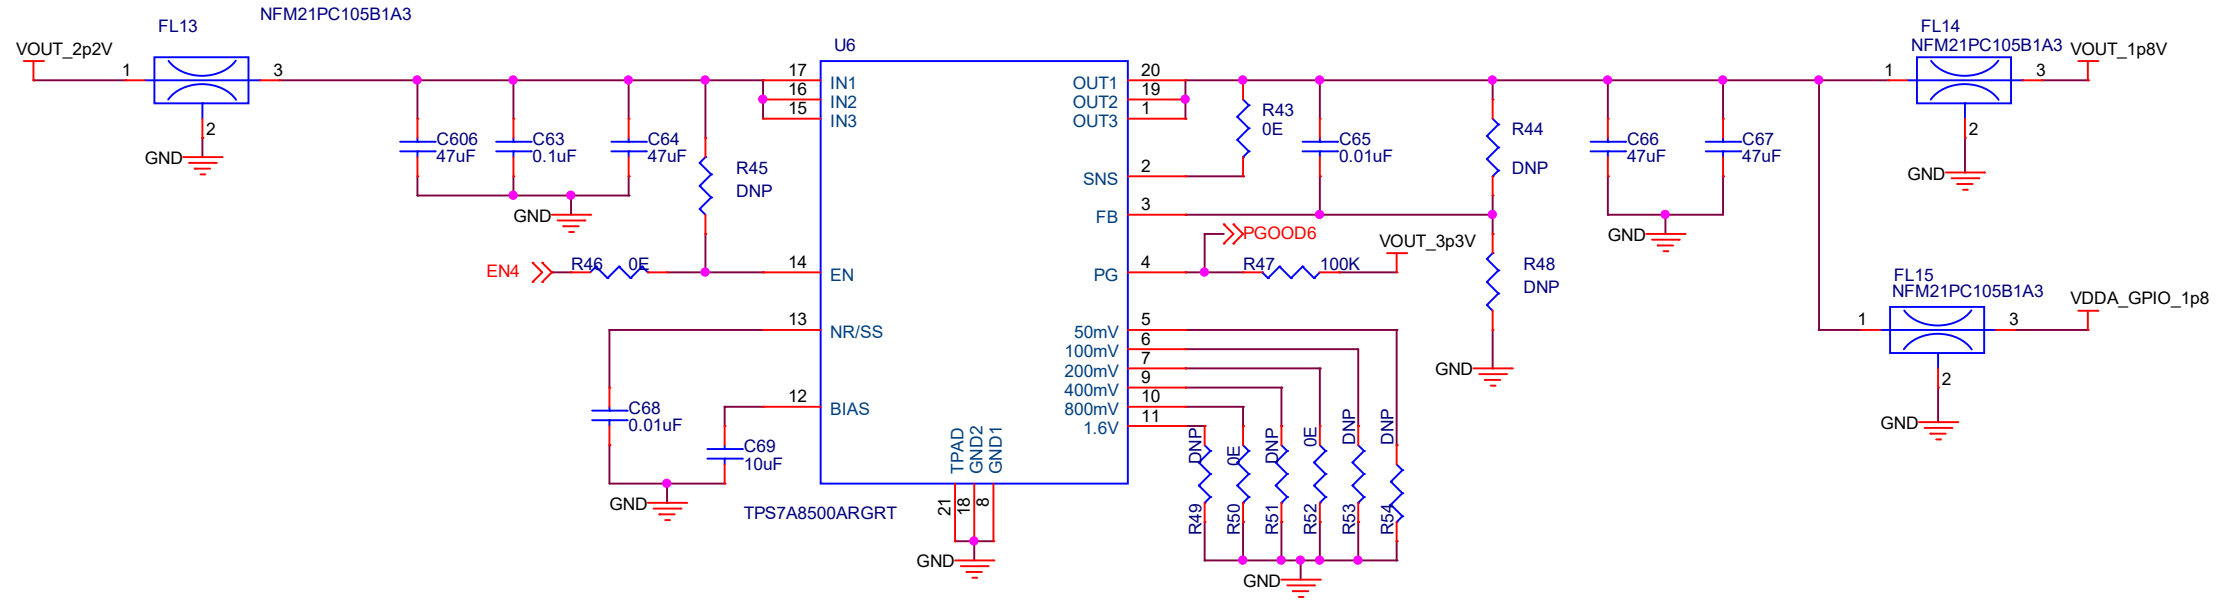 NFM21PC105B1A3
FL13
VOUT_2p2V
1
3
2
GND
C606
47uF
C63
0.1uF
C64
47uF
GND
R45
DNP
EN4
R46
0E
U6
17
IN1
16
IN2
15
IN3
14
EN
13
NR/SS
12
BIAS
C68
0.01uF
C69
10uF
GND
TPAD
GND2
GND1
21
18
8
GND
TPS7A8500ARGRT
20
OUT1
19
OUT2
1
OUT3
2
SNS
3
FB
4
PG
5
50mV
6
100mV
7
200mV
9
400mV
10
800mV
11
1.6V
R43
0E
C65
0.01uF
R44
DNP
PGOOD6
VOUT_3p3V
R47
100K
R48
DNP
GND
DNP
0E
DNP
0E
DNP
DNP
R49
R50
R51
R52
R53
R54
GND
C66
47uF
C67
47uF
GND
FL14
NFM21PC105B1A3
VOUT_1p8V
1
3
2
GND
FL15
NFM21PC105B1A3
VDDA_GPIO_1p8
1
3
2
GND